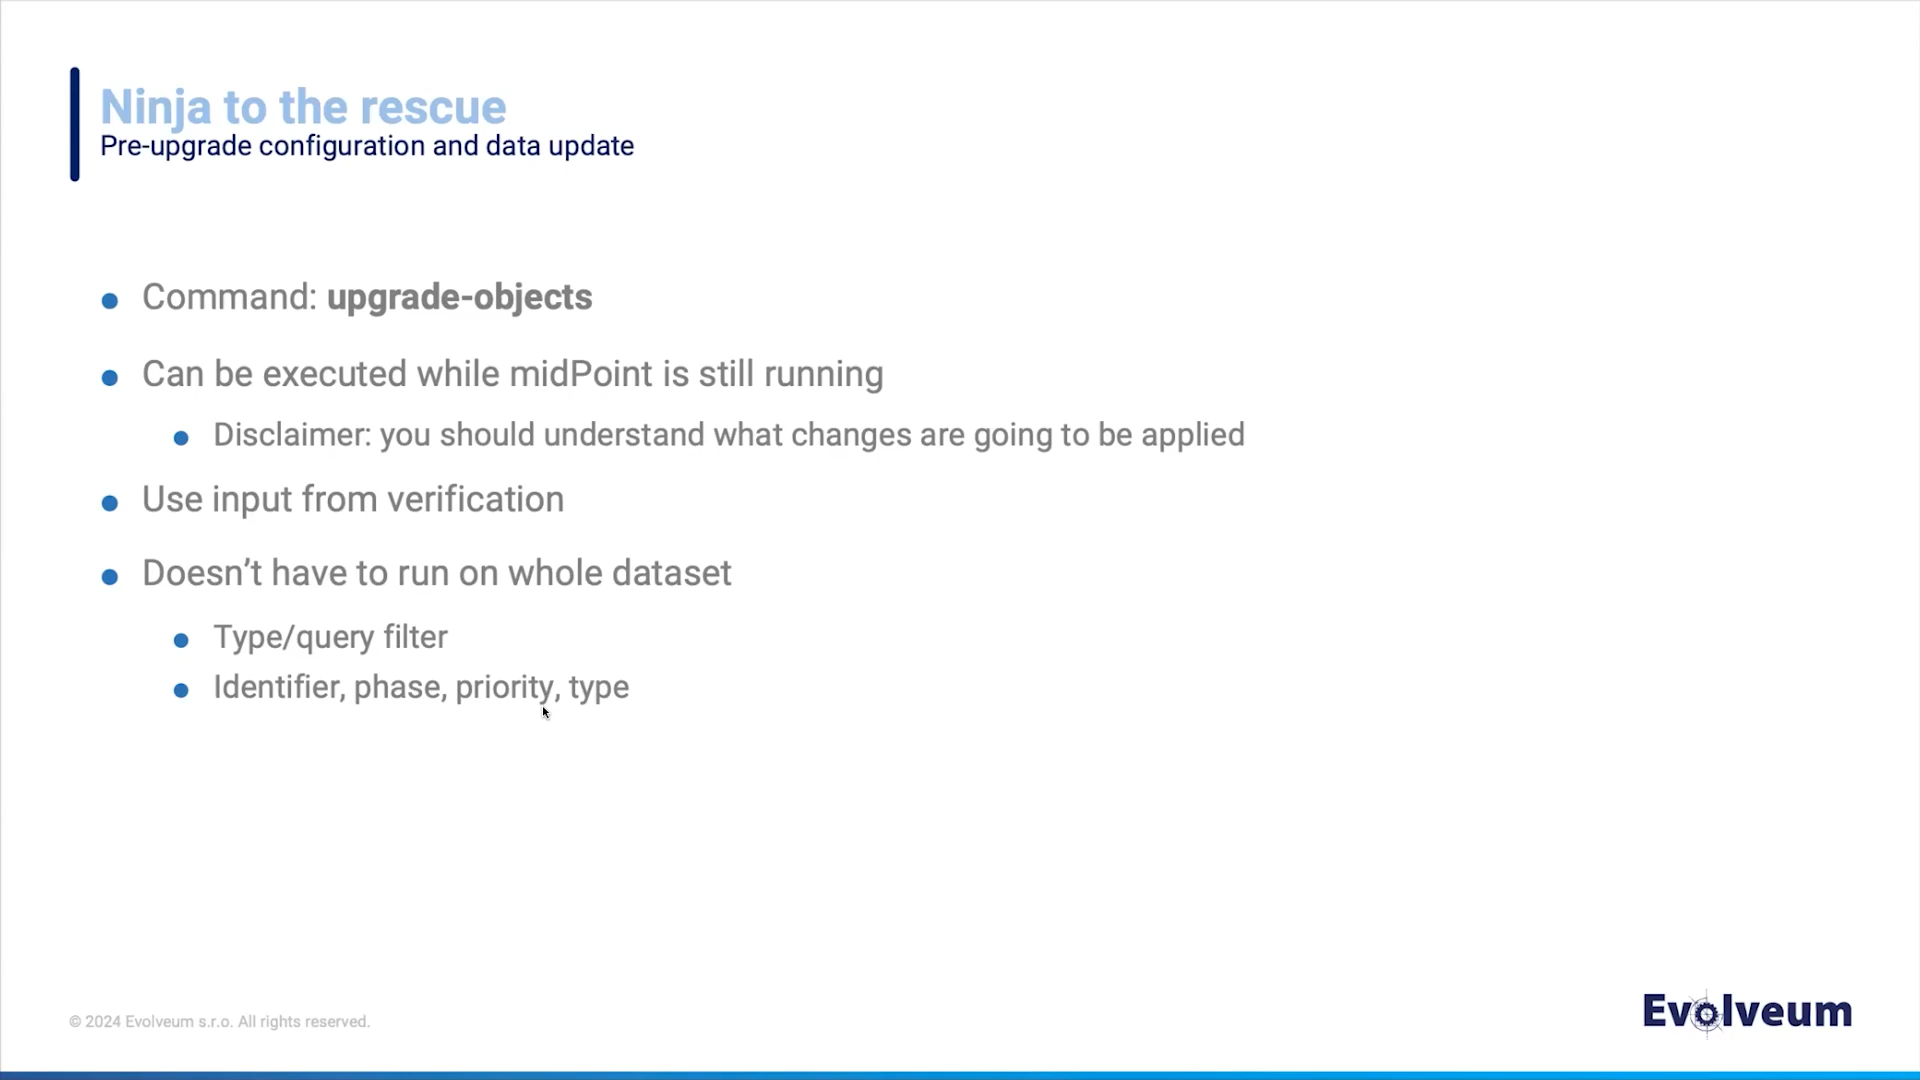 Ninja to the rescue
Pre-upgrade configuration and data update
Command: upgrade-objects
Can be executed while midPoint is still running
Disclaimer: you should understand what changes are going to be applied
Use input from verification
Doesn’t have to run on whole dataset
Type/query filter
Identifier, phase, priority, type
© 2024 Evolveum s.r.o. All rights reserved.
Evolveum